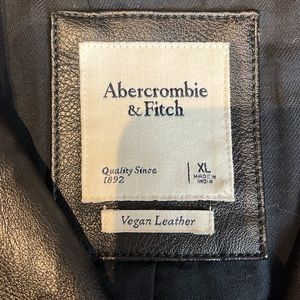 Abercrombie
& Fitch
Quality Since
1892
XL
MADE IN
INDIA
Vegan Leather